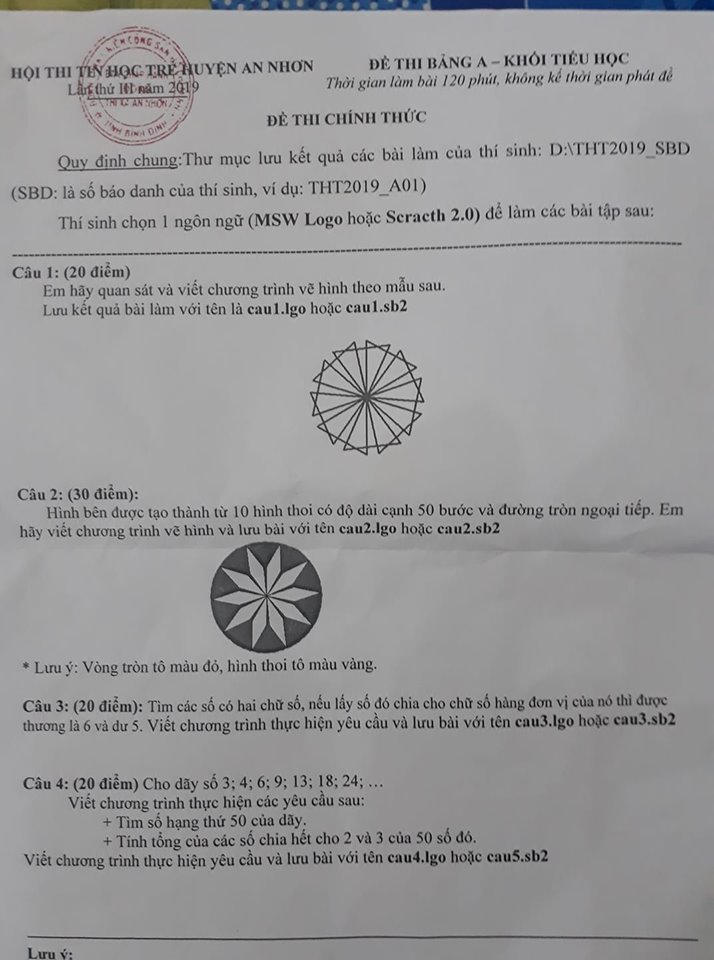 HỘI THI TIN HỌC TRẺ HUYỆN AN NHƠN
Lần thứ III năm 2019
ĐỀ THI BẢNG A – KHỐI TIỂU HỌC
Thời gian làm bài 120 phút, không kể thời gian phát đề
ĐỀ THI CHÍNH THỨC
Quy định chung:Thư mục lưu kết quả các bài làm của thí sinh: D:\THT2019_SBD
(SBD: là số báo danh của thí sinh, ví dụ: THT2019_A01)
Thí sinh chọn 1 ngôn ngữ (MSW Logo hoặc Scracth 2.0) để làm các bài tập sau:
Câu 1: (20 điểm)
Em hãy quan sát và viết chương trình vẽ hình theo mẫu sau.
Lưu kết quả bài làm với tên là cau1.lgo hoặc cau1.sb2
Câu 2: (30 điểm):
Hình bên được tạo thành từ 10 hình thoi có độ dài cạnh 50 bước và đường tròn ngoại tiếp. Em
hãy viết chương trình vẽ hình và lưu bài với tên cau2.lgo hoặc cau2.sb2
* Lưu ý: Vòng tròn tô màu đỏ, hình thoi tô màu vàng.
Câu 3: (20 điểm): Tìm các số có hai chữ số, nếu lấy số đó chia cho chữ số hàng đơn vị của nó thì được
thương là 6 và dư 5. Viết chương trình thực hiện yêu cầu và lưu bài với tên cau3.lgo hoặc cau3.sb2
Câu 4: (20 điểm) Cho dãy số 3; 4; 6; 9; 13; 18; 24; …
Viết chương trình thực hiện các yêu cầu sau:
+ Tìm số hạng thứ 50 của dãy.
+ Tính tổng của các số chia hết cho 2 và 3 của 50 số đó.
Viết chương trình thực hiện yêu cầu và lưu bài với tên cau4.lgo hoặc cau5.sb2
Lưu ý: